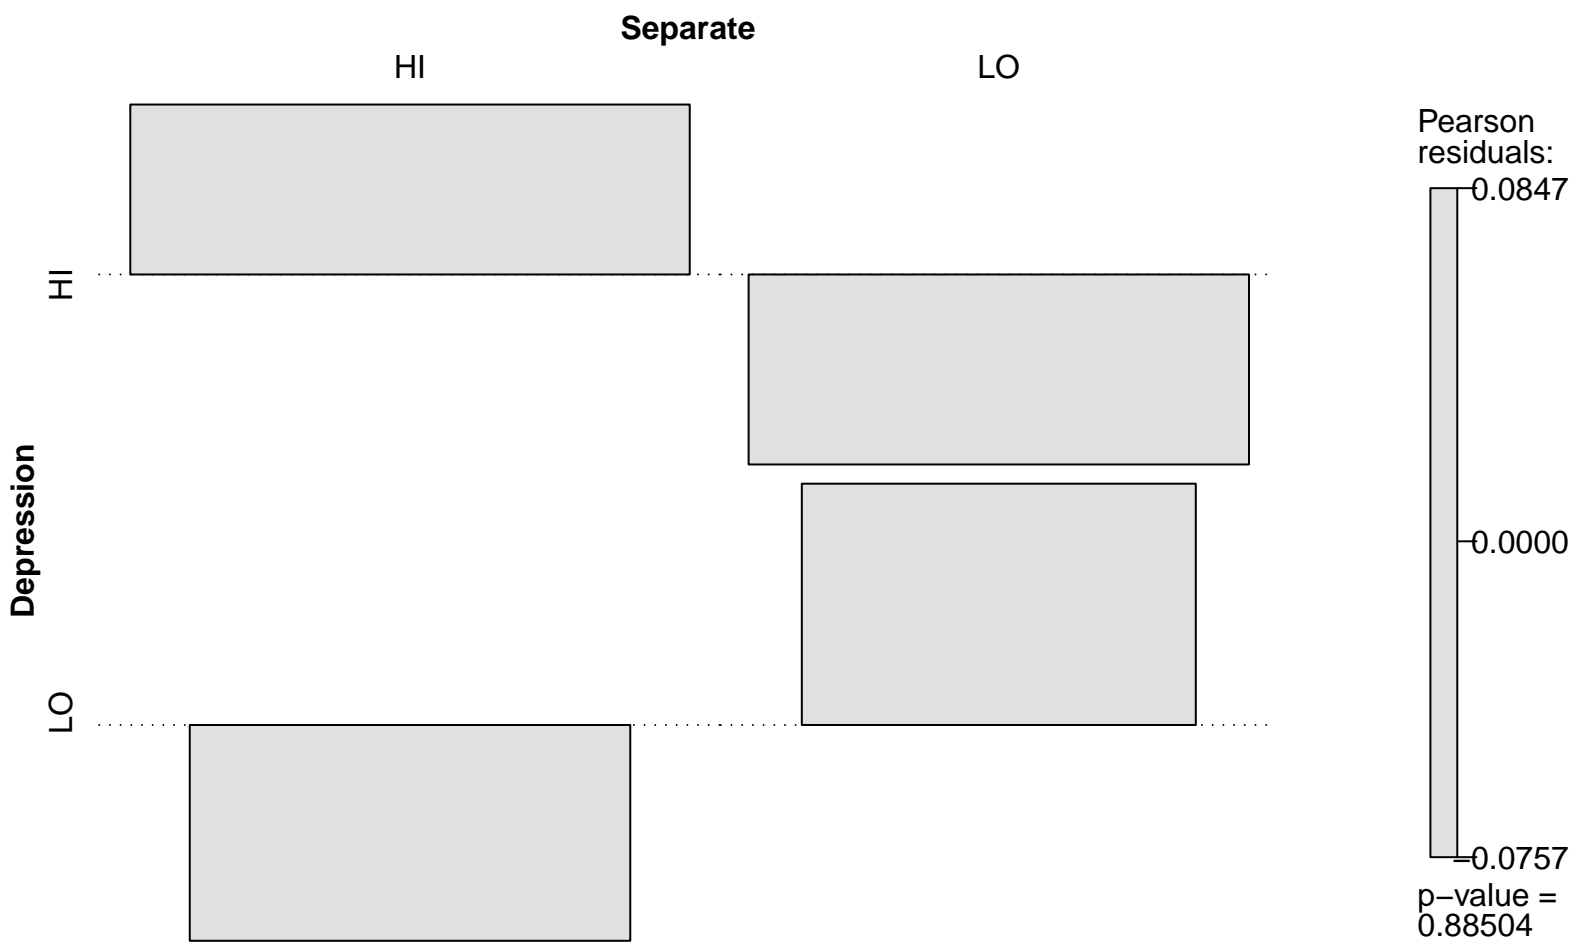 Separate
HI
LO
Depression
HI
LO
Pearson
residuals:
0.0847
0.0000
−0.0757
p−value =
0.88504